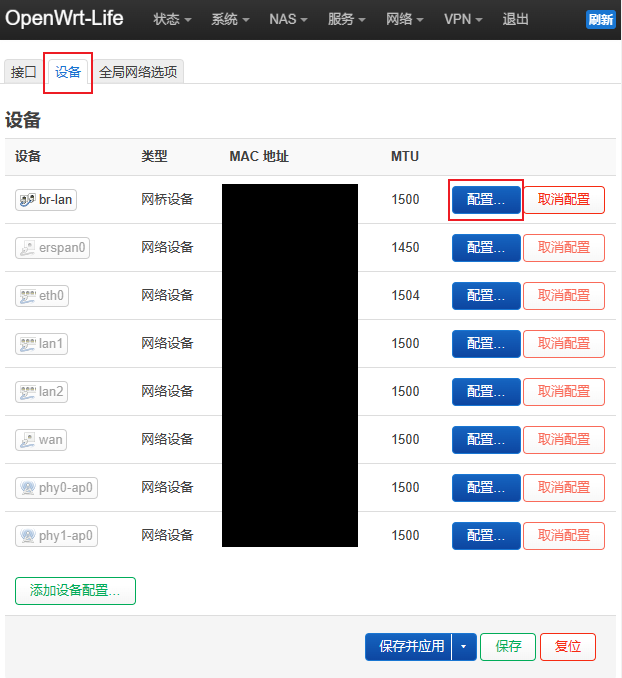 OpenWrt-Life 状态 系统 NAS 服务 网络 VPN 退出 刷新
接口 设备 全局网络选项
设备
设备 类型 MAC 地址 MTU
br-lan 网桥设备 1500 配置... 取消配置
erspan0 网络设备 1450 配置... 取消配置
eth0 网络设备 1504 配置... 取消配置
lan1 网络设备 1500 配置... 取消配置
lan2 网络设备 1500 配置... 取消配置
wan 网络设备 1500 配置... 取消配置
phy0-ap0 网络设备 1500 配置... 取消配置
phy1-ap0 网络设备 1500 配置... 取消配置
添加设备配置...
保存并应用 保存 复位